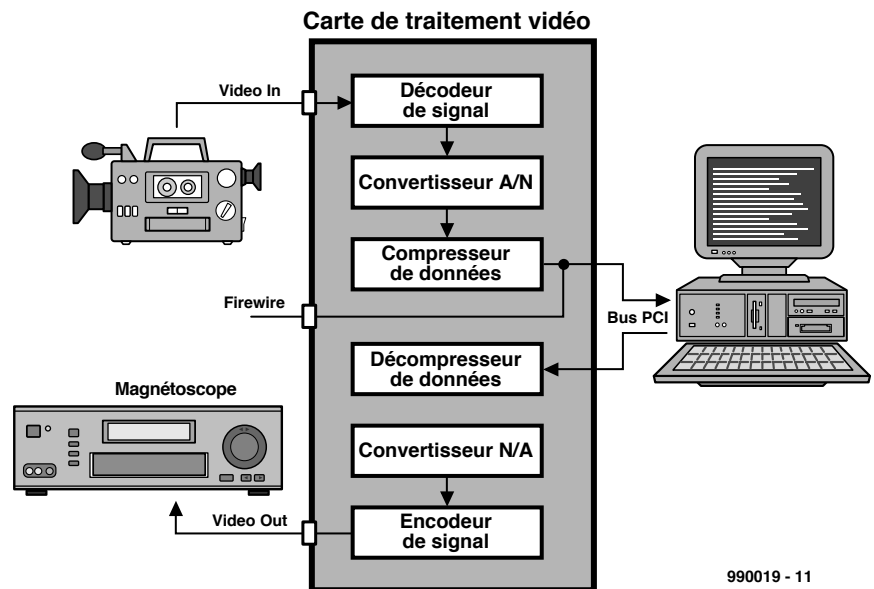 Carte de traitement vidéo
Video In
Décodeur
de signal
Convertisseur A/N
Compresseur
de données
Firewire
Bus PCI
Décompresseur
de données
Magnétoscope
Convertisseur N/A
Video Out
Encodeur
de signal
990019 - 11